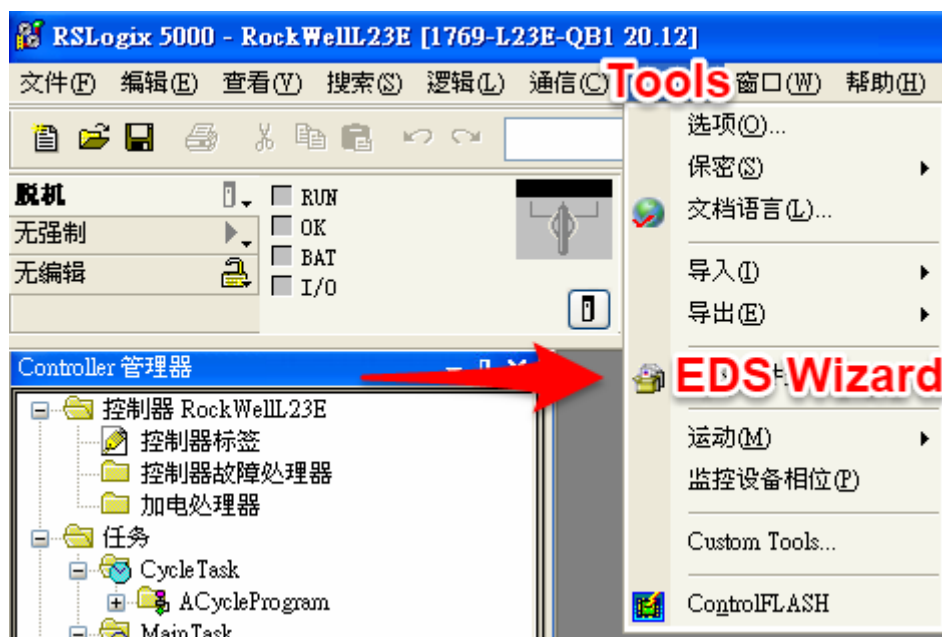 RSLogix 5000 - RockWellL23E [1769-L23E-QB1 20.12]
文件(F) 编辑(E) 查看(V) 搜索(S) 逻辑(L) 通信(C) Tools 窗口(W) 帮助(H)
选项(O)...
保密(S)
文档语言(L)...
导入(I)
导出(E)
EDS Wizard
运动(M)
监控设备相位(P)
Custom Tools...
ControlFLASH
脱机
无强制
无编辑
RUN
OK
BAT
I/O
Controller 管理器
控制器 RockWellL23E
控制器标签
控制器故障处理器
加电处理器
任务
CycleTask
ACycleProgram
MainTask